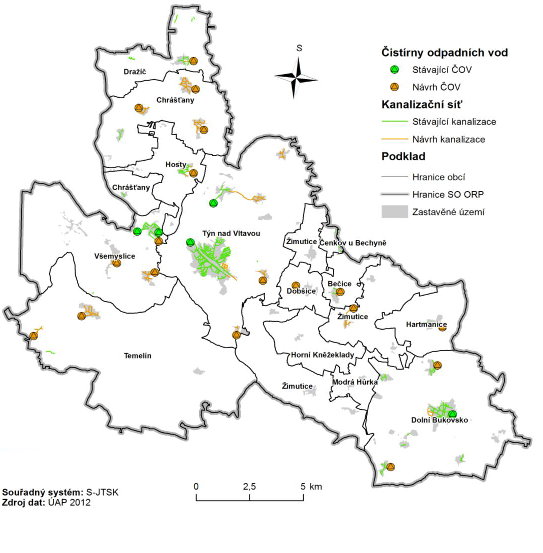 S
Čistírny odpadních vod
Stávající ČOV
Návrh ČOV
Kanalizační síť
Stávající kanalizace
Návrh kanalizace
Podklad
Hranice obcí
Hranice SO ORP
Zastavěné území
Dražíč
Chrášťany
Hosty
Chrášťany
Týn nad Vltavou
Žimutice
Čenkov u Bechyně
Všemyslice
Dobšice
Bečice
Žimutice
Hartmanice
Temelín
Horní Kněžeklady
Žimutice
Modrá Hůrka
Dolní Bukovsko
Souřadný systém: S-JTSK
Zdroj dat: ÚAP 2012
0 2,5 5 km